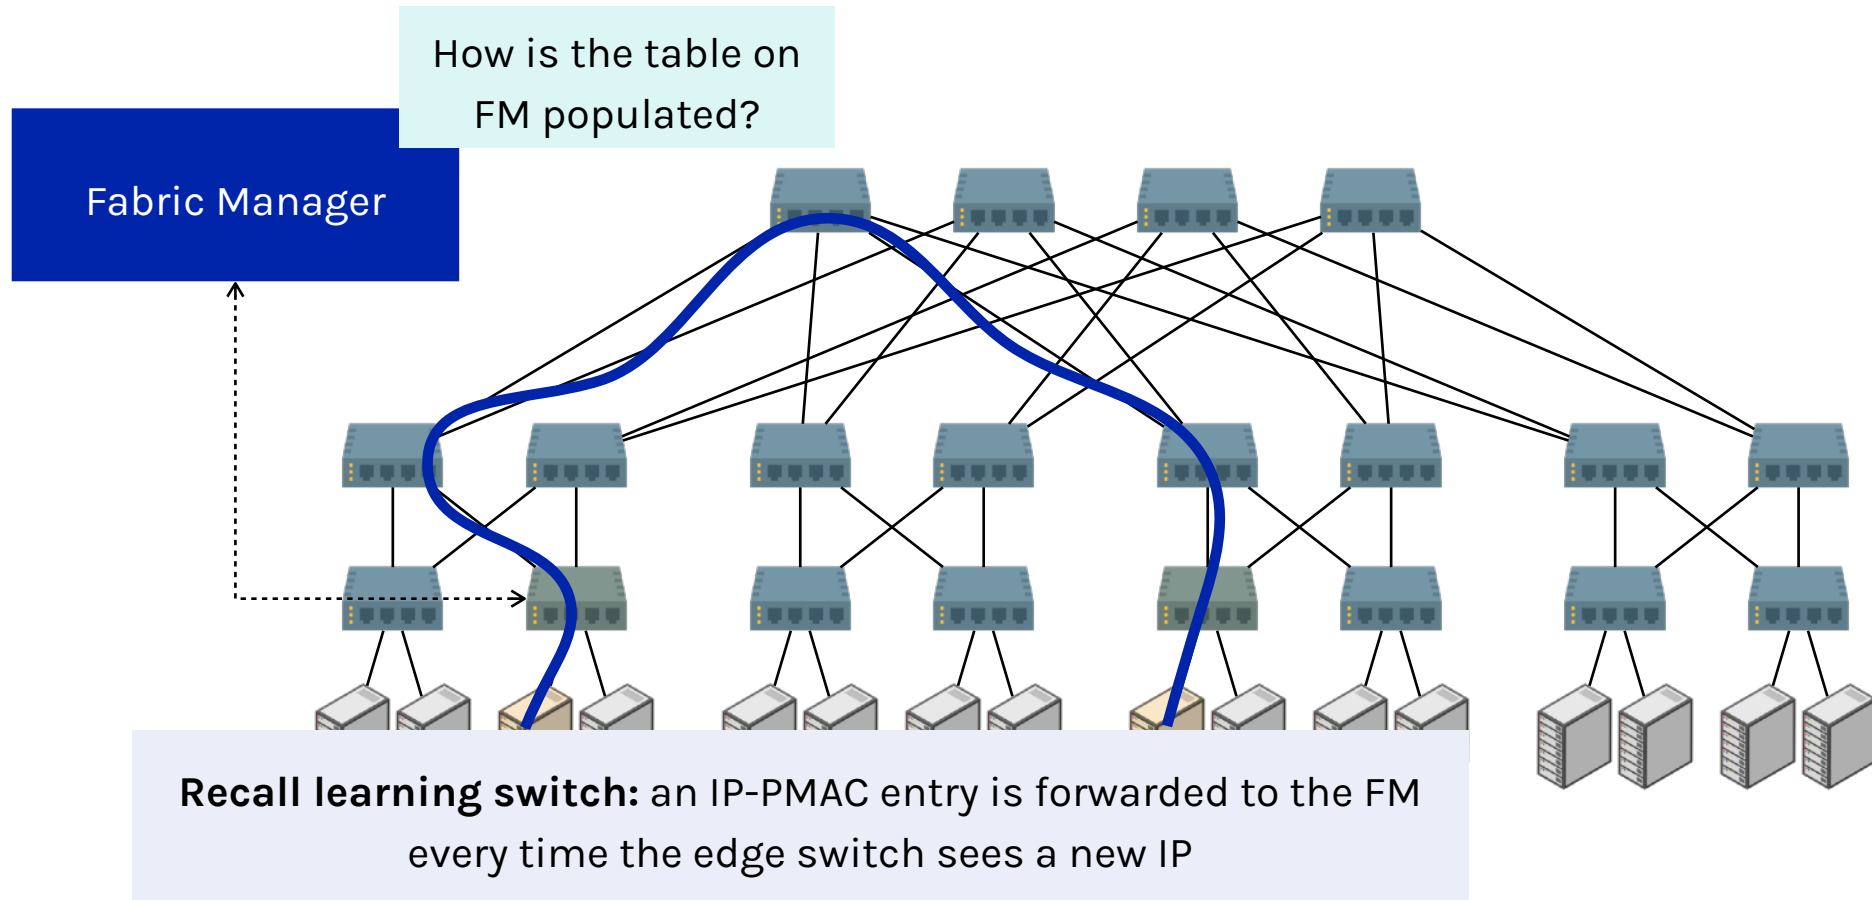 How is the table on
FM populated?
Fabric Manager
Recall learning switch: an IP-PMAC entry is forwarded to the FM
every time the edge switch sees a new IP